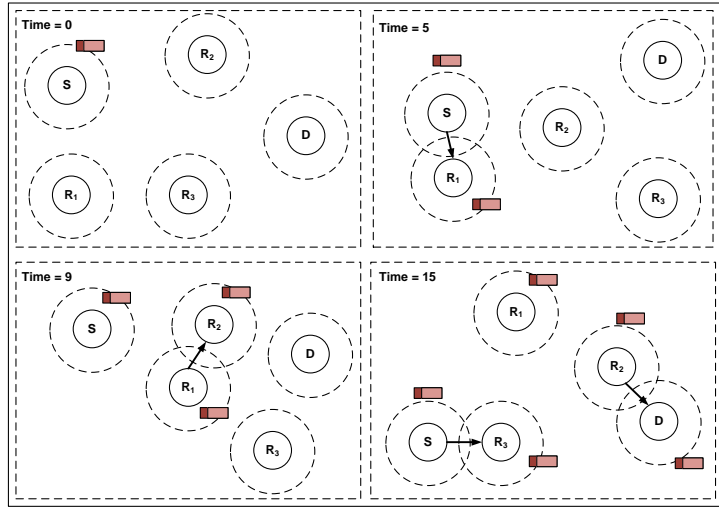 Time = 0
S
R2
D
R1
R3
Time = 5
D
S
R2
R1
R3
Time = 9
S
R2
D
R1
R3
Time = 15
R1
R2
D
S
R3